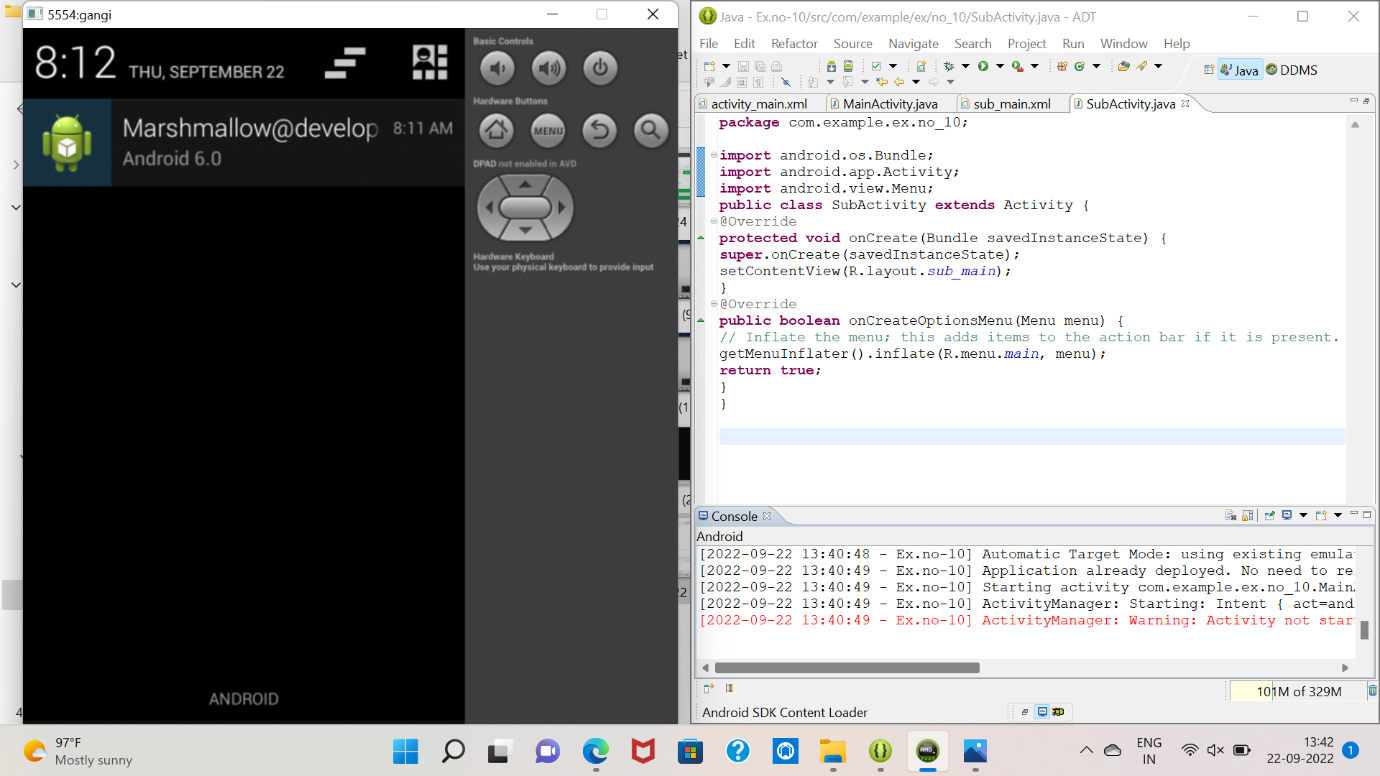 5554:gangi
8:12 THU, SEPTEMBER 22
Marshmallow@develop 8:11 AM
Android 6.0
ANDROID
Basic Controls
Hardware Buttons
MENU
DPAD not enabled in AVD
Hardware Keyboard
Use your physical keyboard to provide input
Java - Ex.no-10/src/com/example/ex/no_10/SubActivity.java - ADT
File Edit Refactor Source Navigate Search Project Run Window Help
Java DDMS
activity_main.xml MainActivity.java sub_main.xml SubActivity.java
package com.example.ex.no_10;
import android.os.Bundle;
import android.app.Activity;
import android.view.Menu;
public class SubActivity extends Activity {
@Override
protected void onCreate(Bundle savedInstanceState) {
super.onCreate(savedInstanceState);
setContentView(R.layout.sub_main);
}
@Override
public boolean onCreateOptionsMenu(Menu menu) {
// Inflate the menu; this adds items to the action bar if it is present.
getMenuInflater().inflate(R.menu.main, menu);
return true;
}
}
Console
Android
[2022-09-22 13:40:48 - Ex.no-10] Automatic Target Mode: using existing emula
[2022-09-22 13:40:49 - Ex.no-10] Application already deployed. No need to re
[2022-09-22 13:40:49 - Ex.no-10] Starting activity com.example.ex.no_10.Main
[2022-09-22 13:40:49 - Ex.no-10] ActivityManager: Starting: Intent { act=and
[2022-09-22 13:40:49 - Ex.no-10] ActivityManager: Warning: Activity not star
101M of 329M
Android SDK Content Loader
97°F
Mostly sunny
ENG
IN
13:42
22-09-2022
1